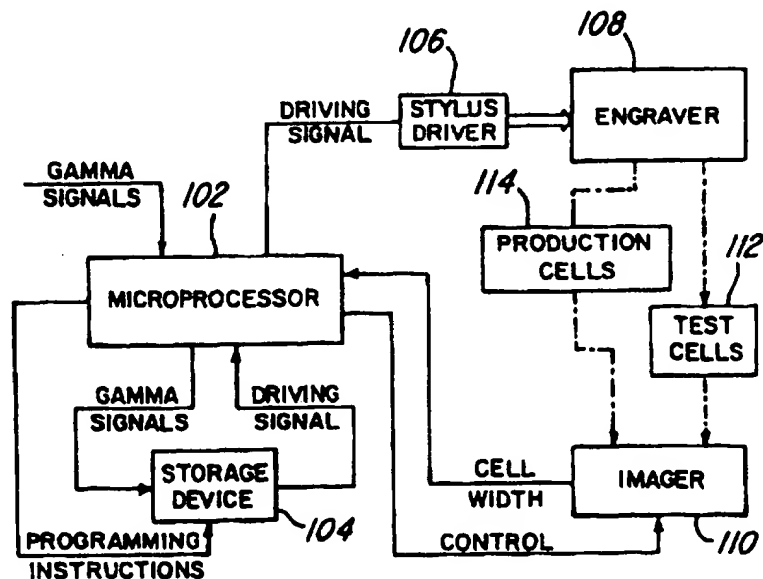 106
108
DRIVING
SIGNAL
STYLUS
DRIVER
ENGRAVER
GAMMA
SIGNALS
102
114
PRODUCTION
CELLS
112
MICROPROCESSOR
TEST
CELLS
GAMMA
SIGNALS
DRIVING
SIGNAL
STORAGE
DEVICE
104
CELL
WIDTH
IMAGER
PROGRAMMING
INSTRUCTIONS
CONTROL
110